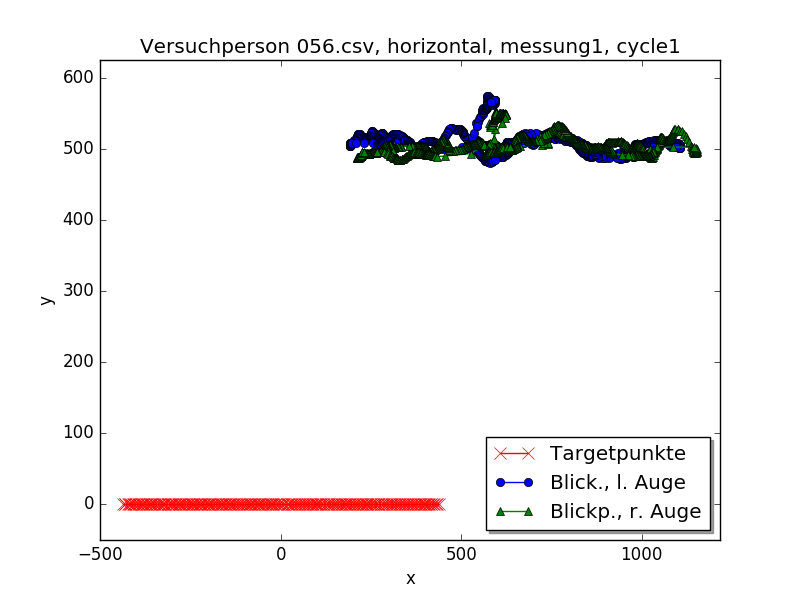 Versuchperson 056.csv, horizontal, messung1, cycle1
600
500
400
300
200
100
0
y
−500
0
500
1000
x
Targetpunkte
Blick., l. Auge
Blickp., r. Auge